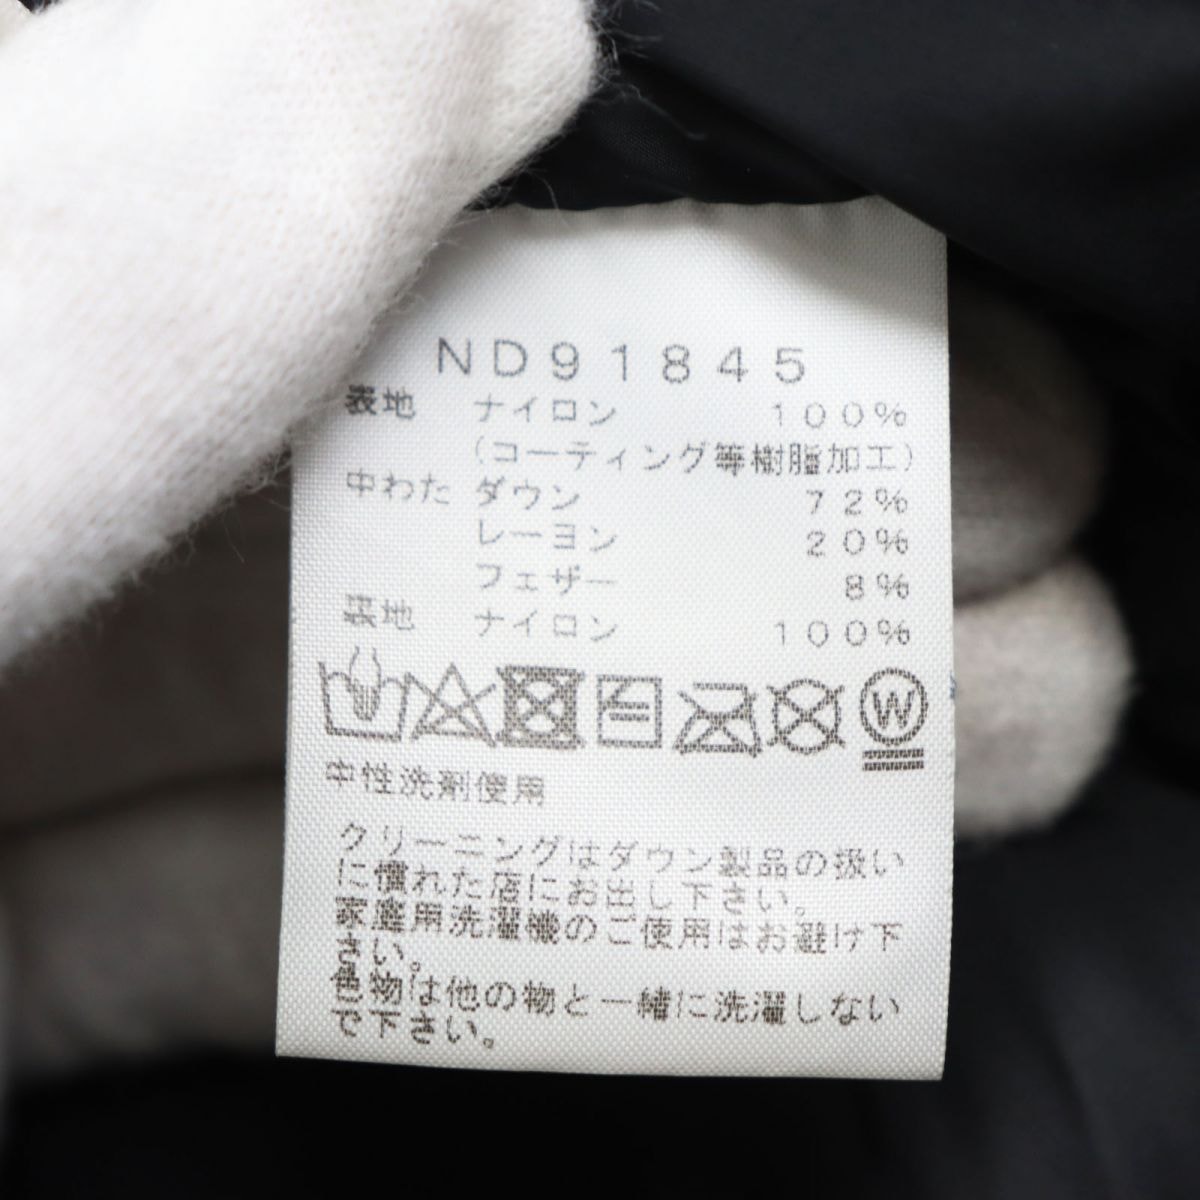 ND91845
表地 ナイロン 100%
(コーティング等樹脂加工)
中わた ダウン 72%
レーヨン 20%
フェザー 8%
裏地 ナイロン 100%
W
中性洗剤使用
クリーニングはダウン製品の扱い
に慣れた店にお出し下さい。
家庭用洗濯機のご使用はお避け下
さい。
色物は他の物と一緒に洗濯しない
で下さい。